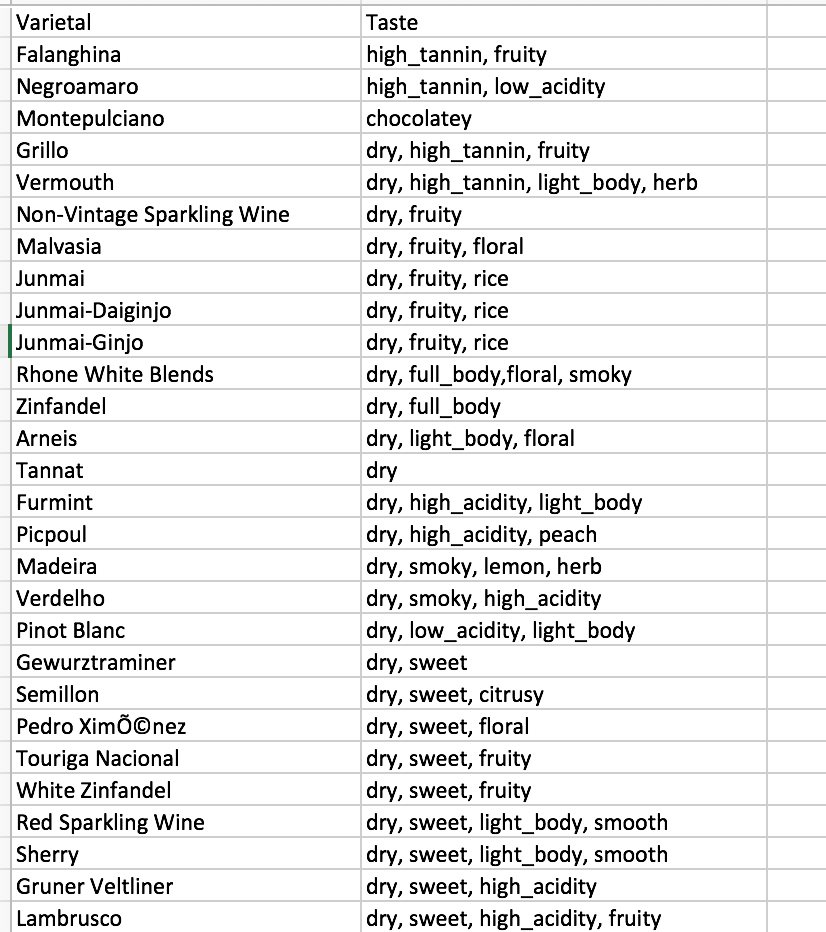 Varietal Taste
Falanghina high_tannin, fruity
Negroamaro high_tannin, low_acidity
Montepulciano chocolatey
Grillo dry, high_tannin, fruity
Vermouth dry, high_tannin, light_body, herb
Non-Vintage Sparkling Wine dry, fruity
Malvasia dry, fruity, floral
Junmai dry, fruity, rice
Junmai-Daiginjo dry, fruity, rice
Junmai-Ginjo dry, fruity, rice
Rhone White Blends dry, full_body,floral, smoky
Zinfandel dry, full_body
Arneis dry, light_body, floral
Tannat dry
Furmint dry, high_acidity, light_body
Picpoul dry, high_acidity, peach
Madeira dry, smoky, lemon, herb
Verdelho dry, smoky, high_acidity
Pinot Blanc dry, low_acidity, light_body
Gewurztraminer dry, sweet
Semillon dry, sweet, citrusy
Pedro XimÕ©nez dry, sweet, floral
Touriga Nacional dry, sweet, fruity
White Zinfandel dry, sweet, fruity
Red Sparkling Wine dry, sweet, light_body, smooth
Sherry dry, sweet, light_body, smooth
Gruner Veltliner dry, sweet, high_acidity
Lambrusco dry, sweet, high_acidity, fruity